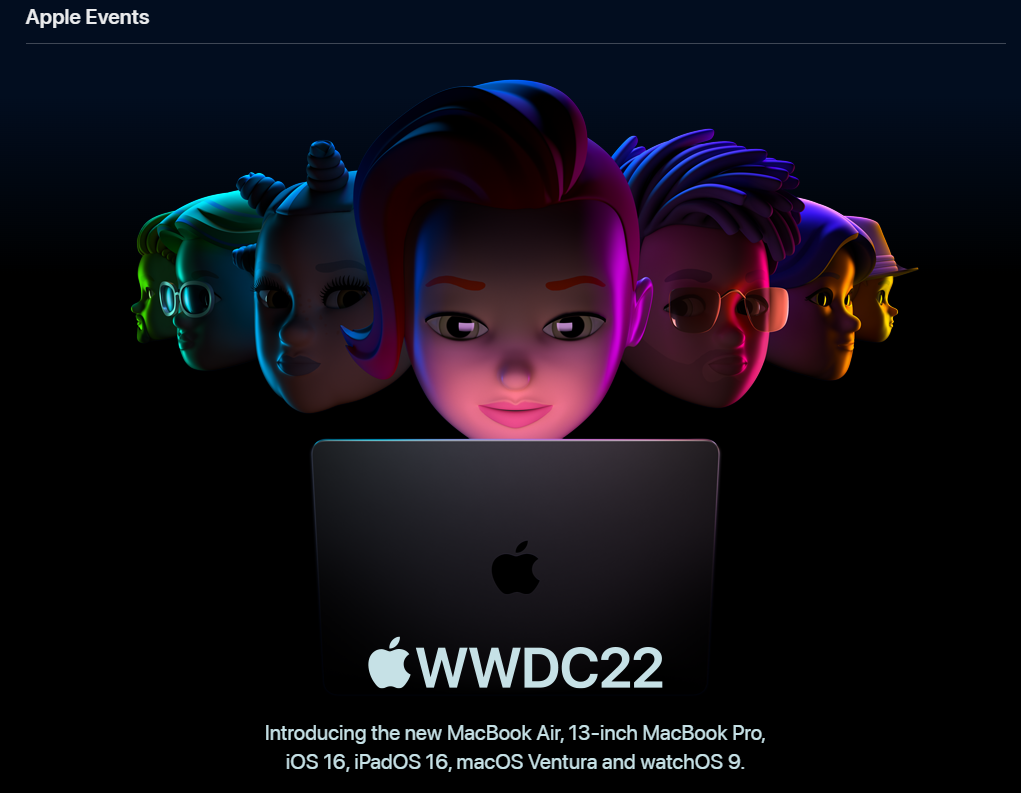 Apple Events
WWDC22
Introducing the new MacBook Air, 13-inch MacBook Pro,
iOS 16, iPadOS 16, macOS Ventura and watchOS 9.